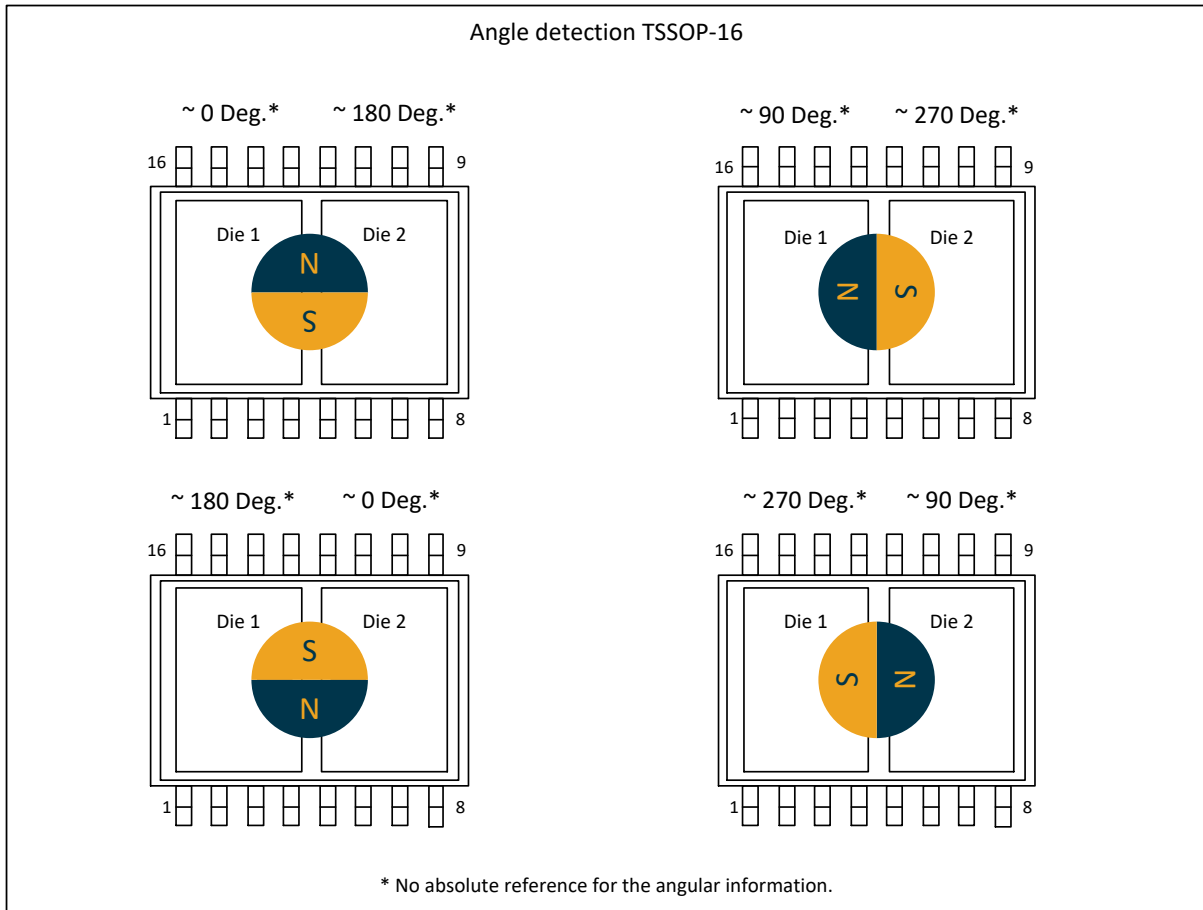 Angle detection TSSOP-16
~ 0 Deg.* ~ 180 Deg.*
16 9
Die 1 Die 2
N
S
1 8
~ 90 Deg.* ~ 270 Deg.*
16 9
Die 1 Die 2
N S
1 8
~ 180 Deg.* ~ 0 Deg.*
16 9
Die 1 Die 2
S
N
1 8
~ 270 Deg.* ~ 90 Deg.*
16 9
Die 1 Die 2
S N
1 8
* No absolute reference for the angular information.